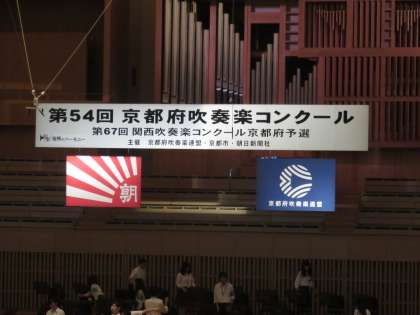 第54回 京都府吹奏楽コンクール
第67回 関西吹奏楽コンクール京都府予選
主催 京都府吹奏楽連盟・京都市・朝日新聞社
朝
京都府吹奏楽連盟